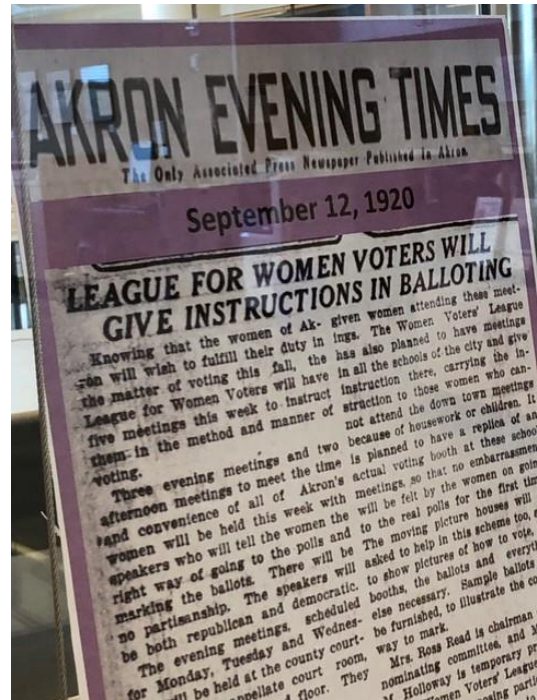 AKRON EVENING TIMES
The Only Associated Press Newspaper Published in Akron
September 12, 1920
LEAGUE FOR WOMEN VOTERS WILL
GIVE INSTRUCTIONS IN BALLOTING
Knowing that the women of Ak-
ron will wish to fulfill their duty in
the matter of voting this fall, the
League for Women Voters will have
five meetings this week to instruct
them in the method and manner of
voting.
Three evening meetings and two
afternoon meetings to meet the time
and convenience of all of Akron's
women will be held this week with
speakers who will tell the women the
right way of going to the polls and
marking the ballots. There will be
no partisanship. The speakers will
be both republican and democratic.
The evening meetings, scheduled
for Monday, Tuesday and Wednes-
will be held at the county court-
appellate court room,
floor. They
given women attending these meet-
ings. The Women Voters' League
has also planned to have meetings
in all the schools of the city and give
instruction there, carrying the in-
struction to those women who can-
not attend the down town meetings
because of housework or children. It
is planned to have a replica of an
actual voting booth at these school
meetings, so that no embarrassmen
will be felt by the women on goin
to the real polls for the first tim
The moving picture houses will
asked to help in this scheme too,
to show pictures of how to vote,
booths, the ballots and everyt
else necessary. Sample ballots
be furnished, to illustrate the co
way to mark.
Mrs. Ross Read is chairman
nominating committee, and M
M. Holloway is temporary pr
Women Voters' League